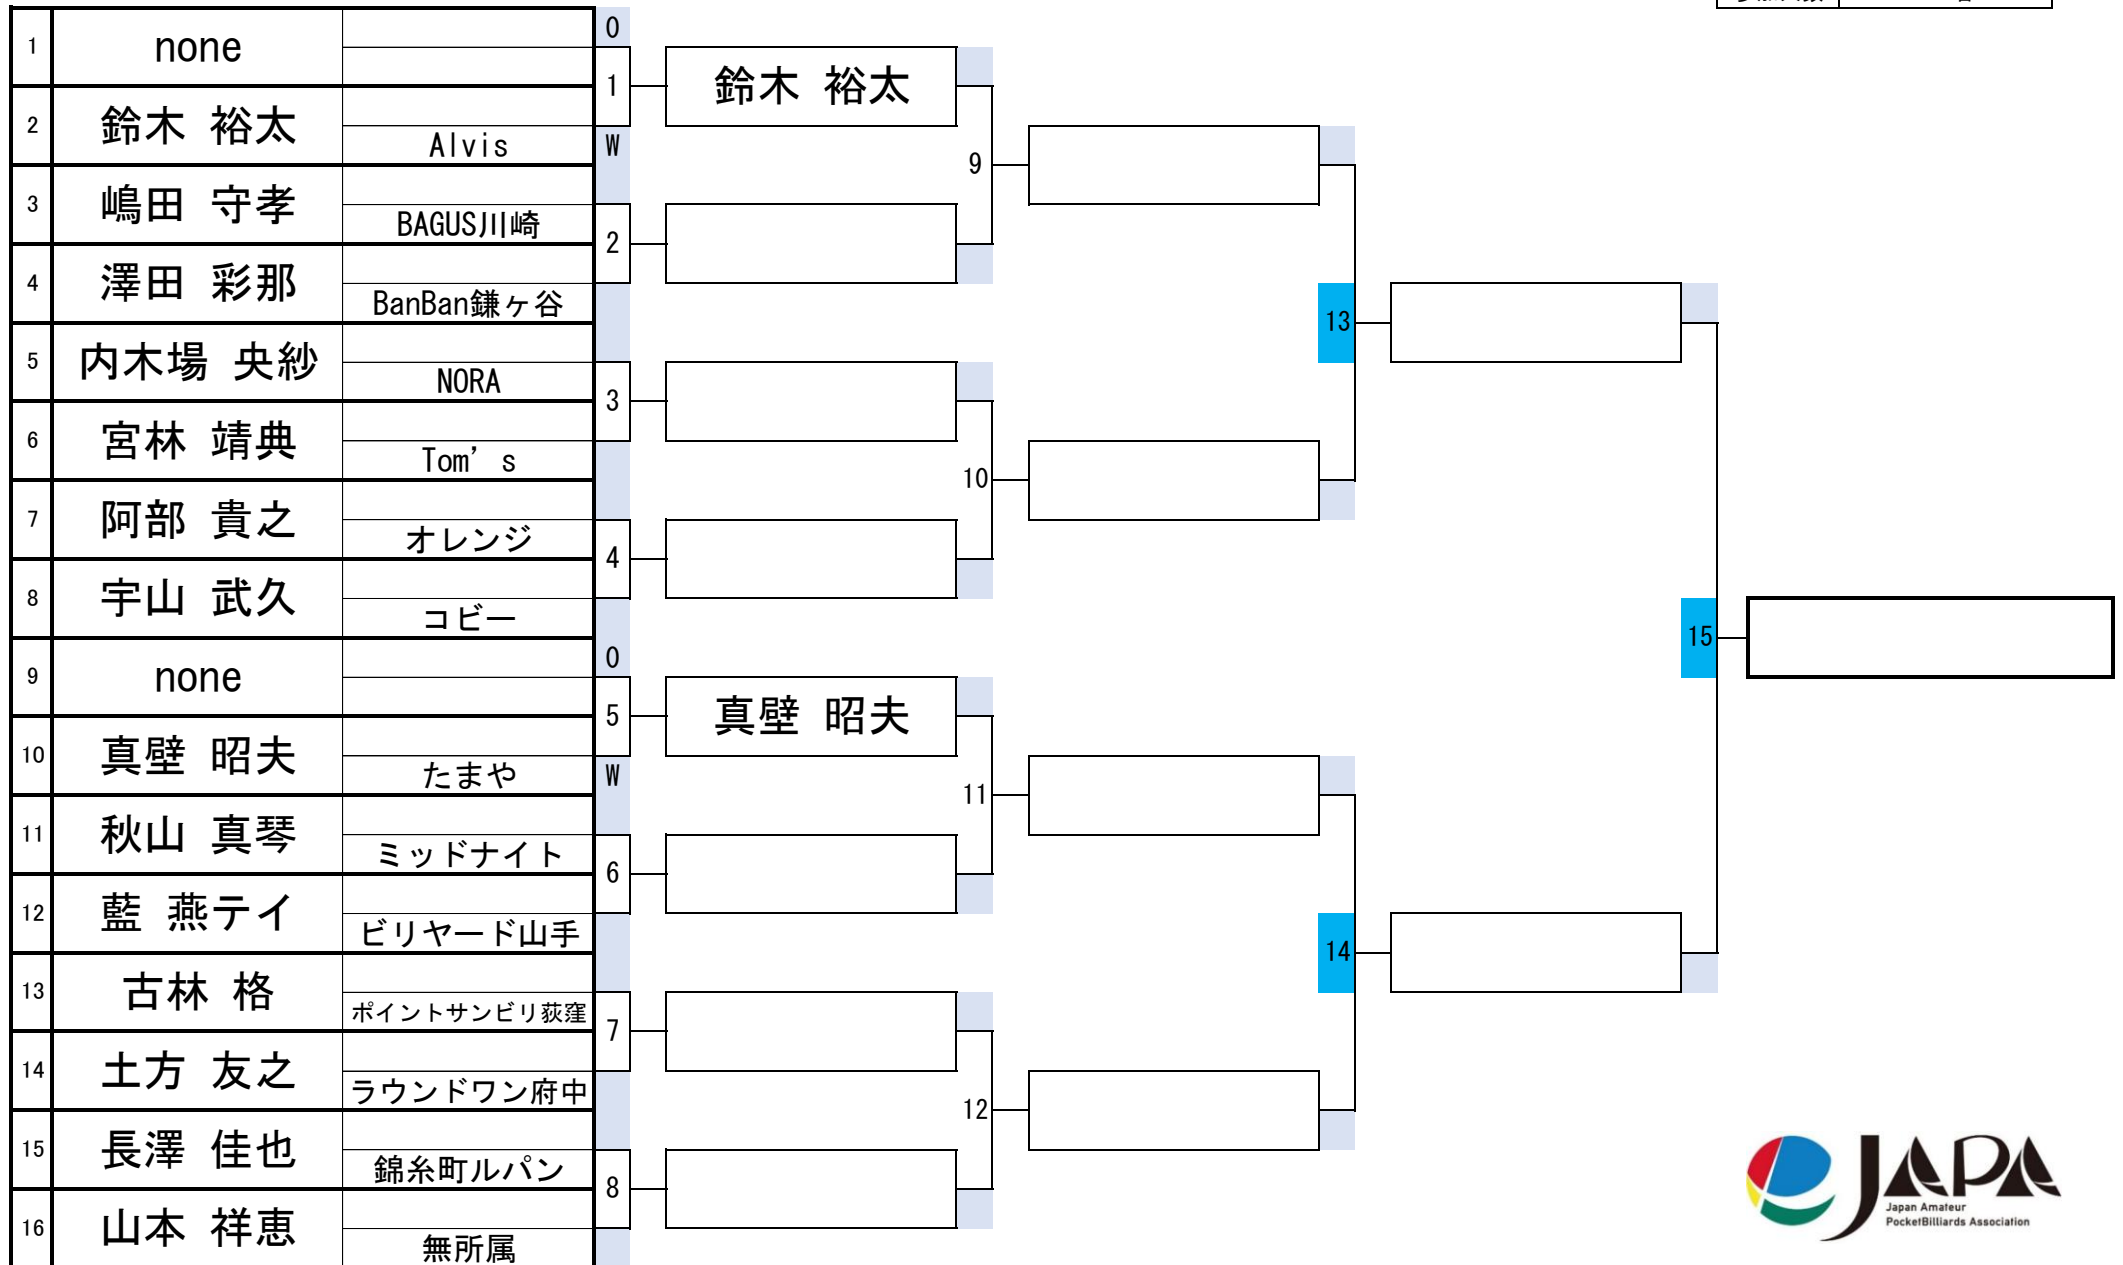 1 none 0
1 鈴木 裕太
2 鈴木 裕太 Alvis W
9
3 嶋田 守孝 BAGUS川崎
2
4 澤田 彩那 BanBan鎌ヶ谷
13
5 内木場 央紗 NORA
3
6 宮林 靖典 Tom's
10
7 阿部 貴之 オレンジ
4
8 宇山 武久 コビー
15
9 none 0
5 真壁 昭夫
10 真壁 昭夫 たまや W
11
11 秋山 真琴 ミッドナイト
6
12 藍 燕テイ ビリヤード山手
14
13 古林 格 ポイントサンビリ荻窪
7
14 土方 友之 ラウンドワン府中
12
15 長澤 佳也 錦糸町ルパン
8
16 山本 祥恵 無所属
JAPA
Japan Amateur
PocketBilliards Association